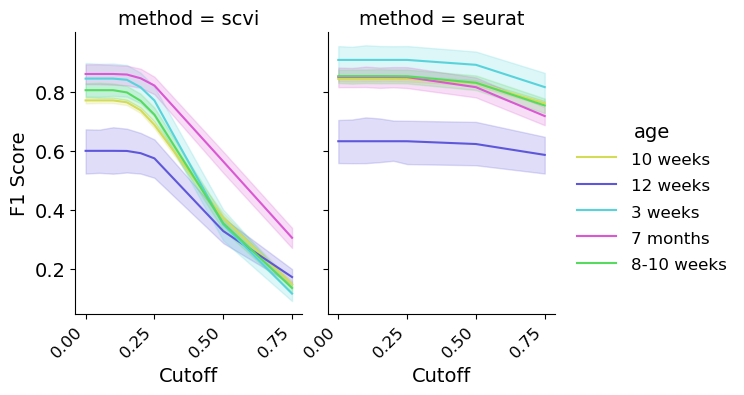 method = scvi
method = seurat
F1 Score
0.8
0.6
0.4
0.2
0.00
0.25
0.50
0.75
0.00
0.25
0.50
0.75
Cutoff
Cutoff
age
10 weeks
12 weeks
3 weeks
7 months
8-10 weeks